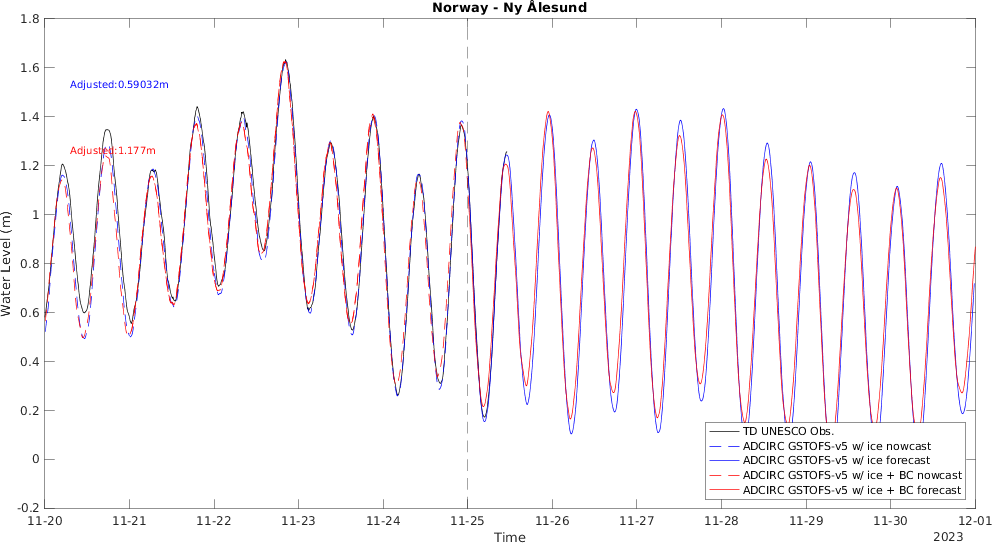 Norway - Ny Ålesund
1.8
1.6
1.4
1.2
1
0.8
0.6
0.4
0.2
0
-0.2
Water Level (m)
Adjusted:0.59032m
Adjusted:1.177m
TD UNESCO Obs.
ADCIRC GSTOFS-v5 w/ ice nowcast
ADCIRC GSTOFS-v5 w/ ice forecast
ADCIRC GSTOFS-v5 w/ ice + BC nowcast
ADCIRC GSTOFS-v5 w/ ice + BC forecast
11-20 11-21 11-22 11-23 11-24 11-25 11-26 11-27 11-28 11-29 11-30 12-01
Time
2023